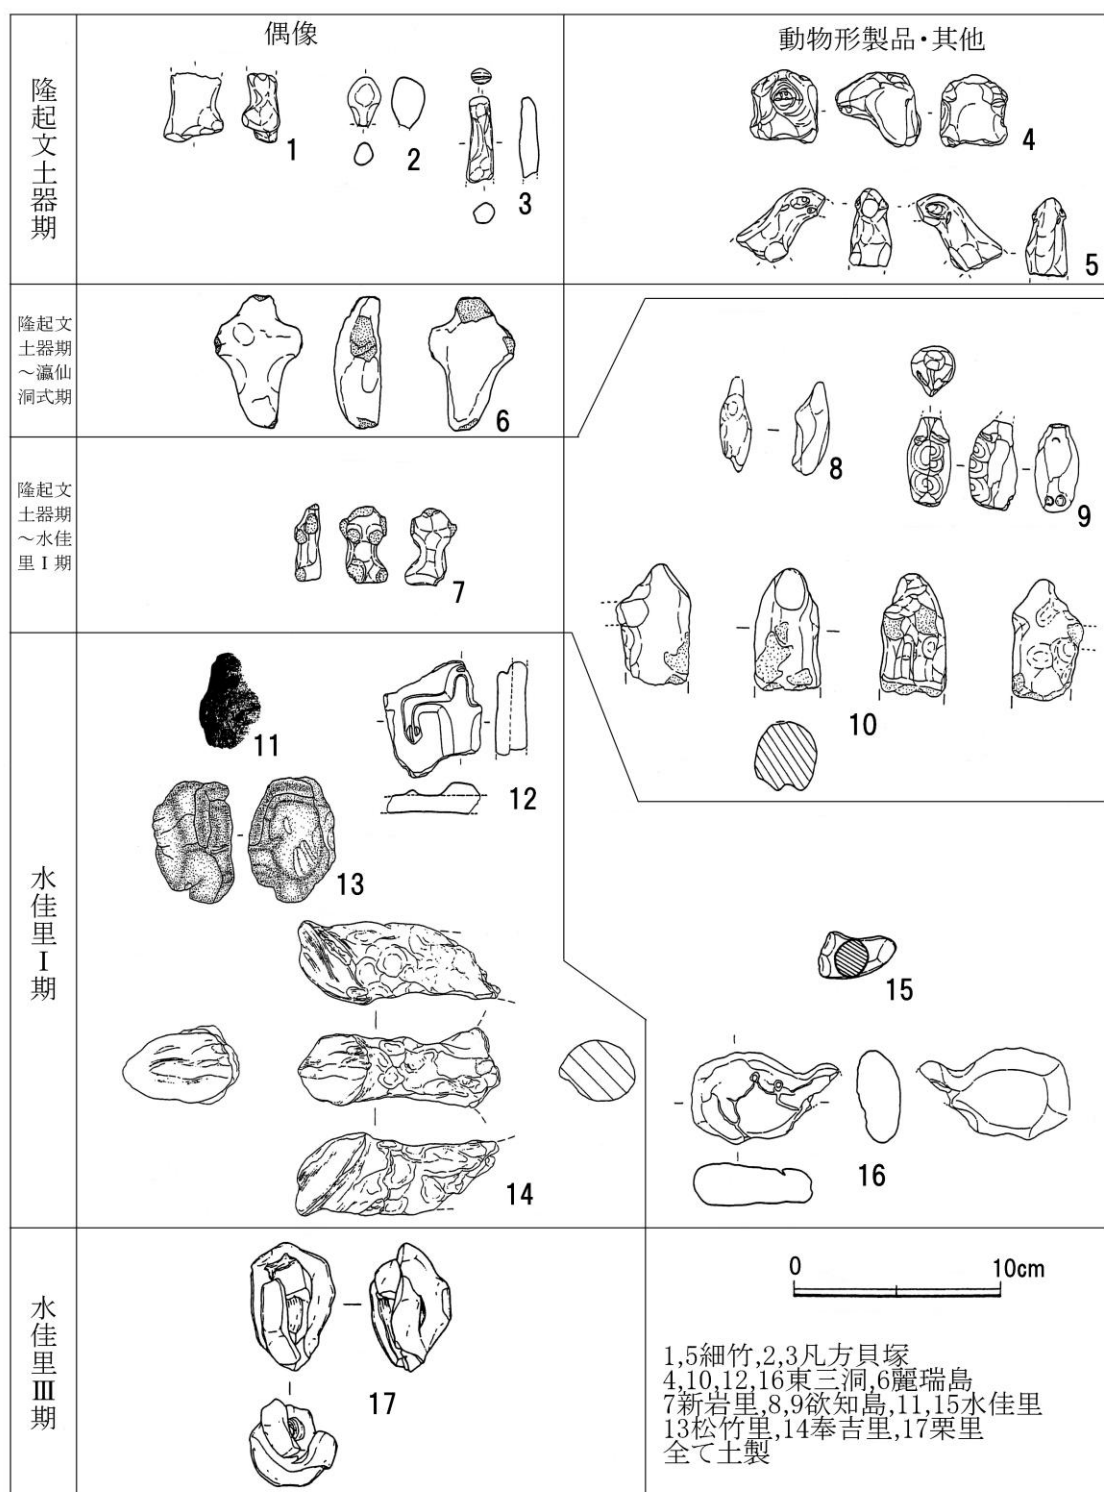 偶像
動物形製品・其他
隆起文土器期
1
2
3
4
5
隆起文
土器期
～瀛仙
洞式期
6
8
9
隆起文
土器期
～水佳
里Ⅰ期
7
10
水佳里Ⅰ期
11
12
13
14
15
16
水佳里Ⅲ期
17
0 10cm
1,5細竹,2,3凡方貝塚
4,10,12,16東三洞,6麗瑞島
7新岩里,8,9欲知島,11,15水佳里
13松竹里,14奉吉里,17栗里
全て土製